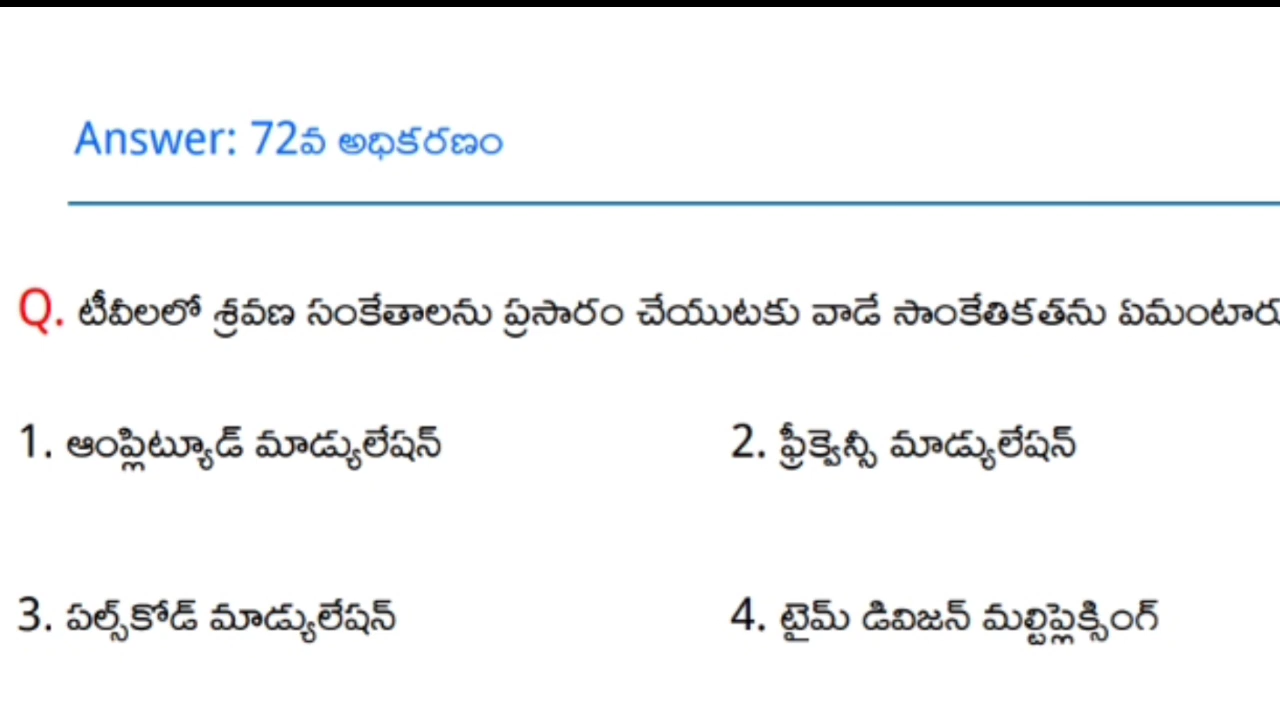 Answer: 72వ అధికరణం
Q. టీవీలలో శ్రవణ సంకేతాలను ప్రసారం చేయుటకు వాడే సాంకేతికతను ఏమంటారు
1. ఆంప్లిట్యూడ్ మాడ్యులేషన్ 2. ఫ్రీక్వెన్సీ మాడ్యులేషన్
3. పల్స్‌కోడ్ మాడ్యులేషన్ 4. టైమ్ డివిజన్ మల్టిప్లెక్సింగ్